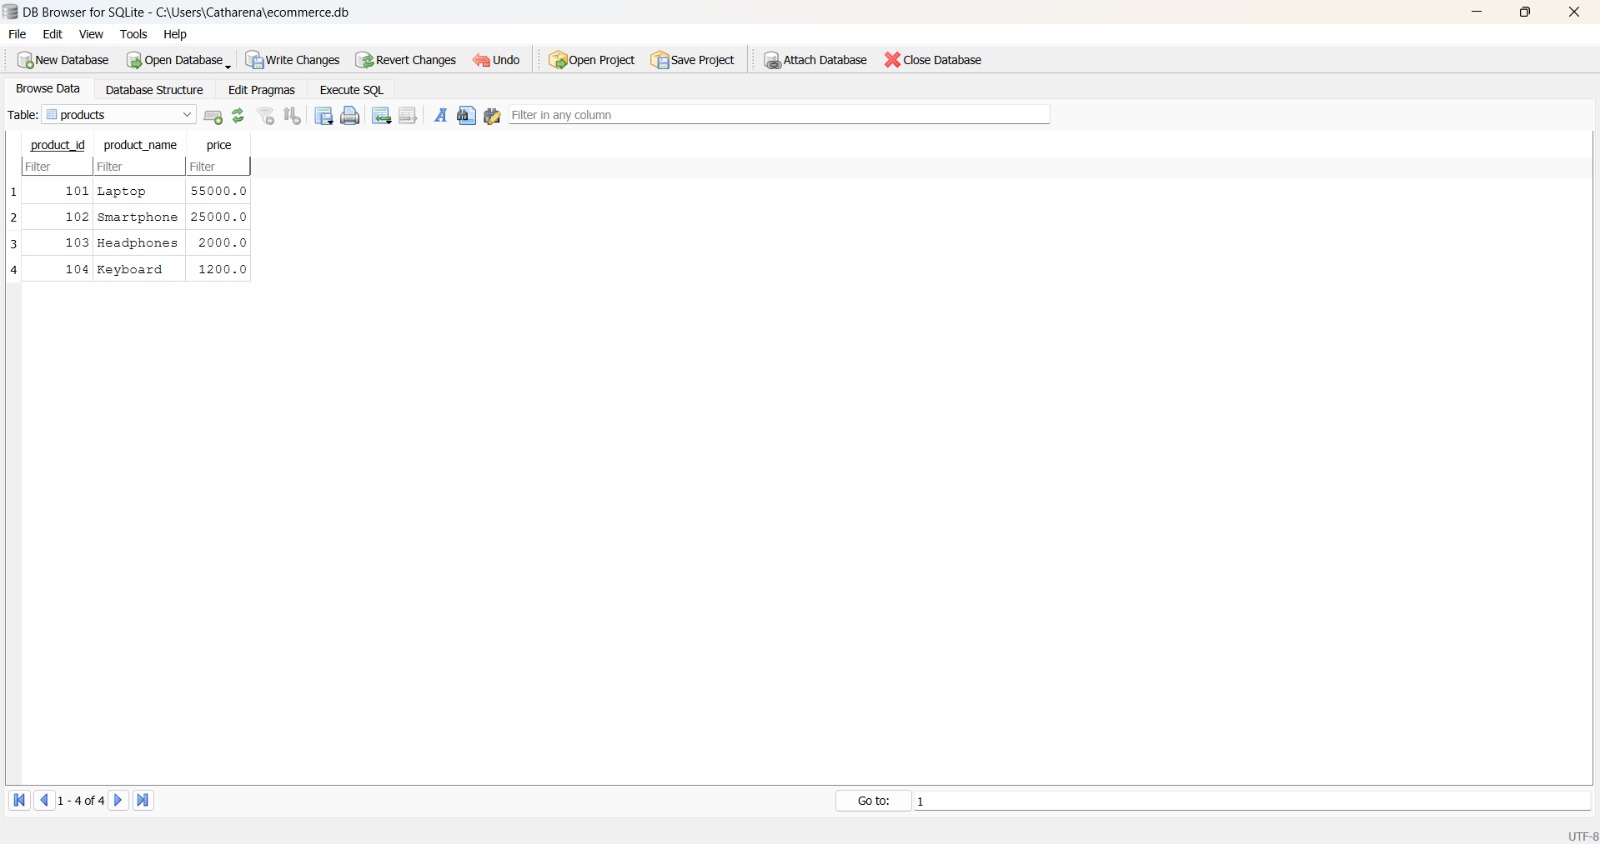 DB Browser for SQLite - C:\Users\Catharena\ecommerce.db
File Edit View Tools Help
New Database Open Database Write Changes Revert Changes Undo Open Project Save Project Attach Database Close Database
Browse Data Database Structure Edit Pragmas Execute SQL
Table: products Filter in any column
product_id product_name price
Filter Filter Filter
1 101 Laptop 55000.0
2 102 Smartphone 25000.0
3 103 Headphones 2000.0
4 104 Keyboard 1200.0
1 - 4 of 4 Go to: 1
UTF-8